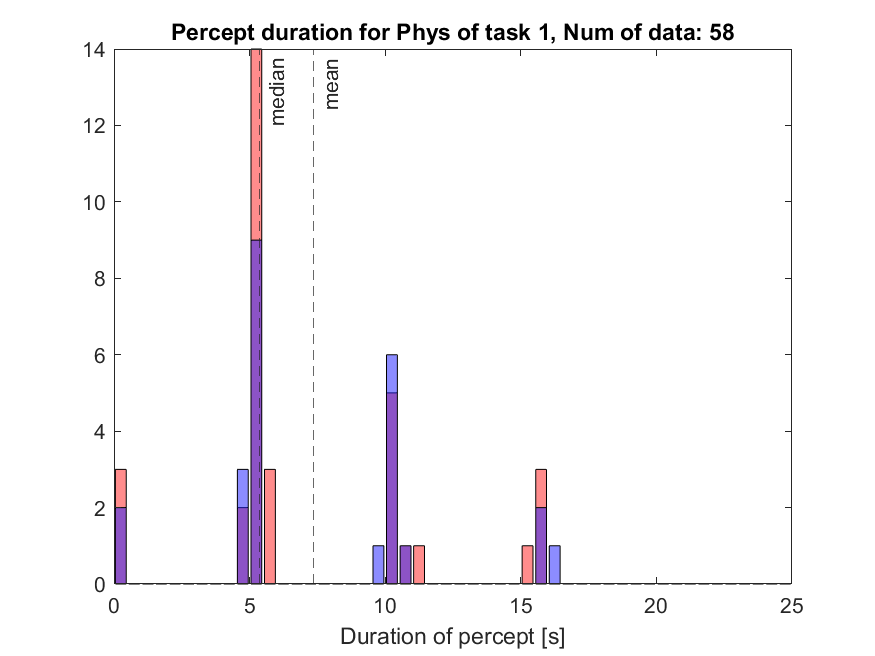 Percept duration for Phys of task 1, Num of data: 58
14
12
10
8
6
4
2
0
median
mean
0 5 10 15 20 25
Duration of percept [s]